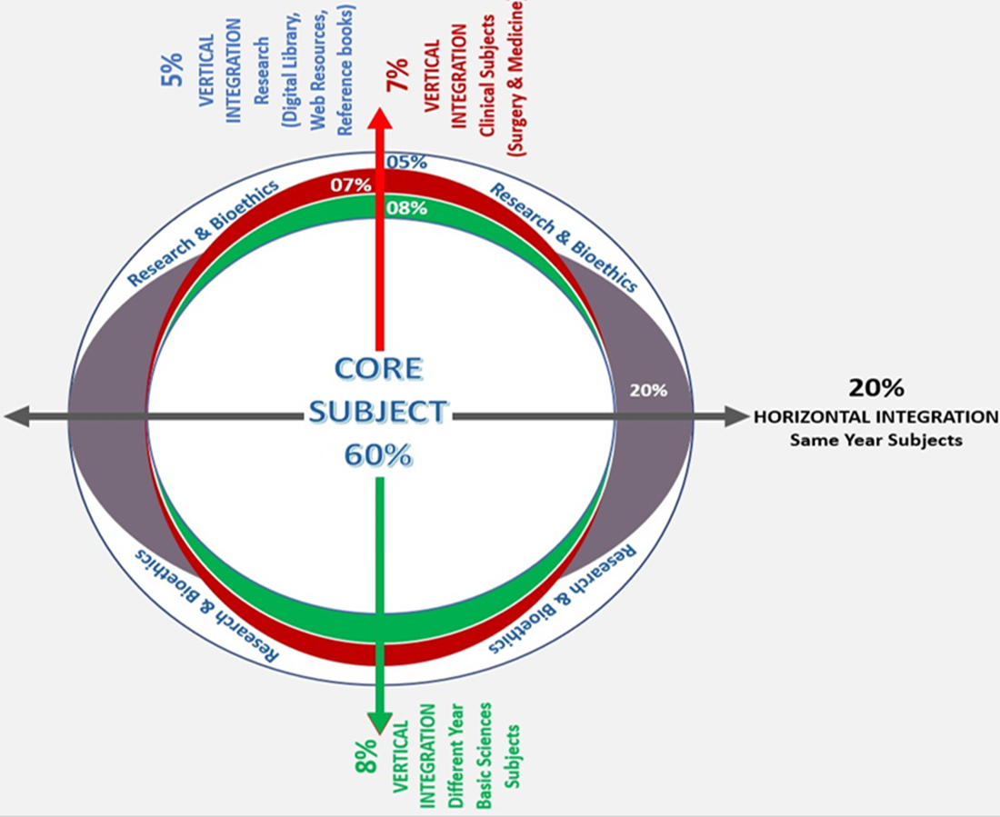 5%
VERTICAL
INTEGRATION
Research
(Digital Library,
Web Resources,
Reference books)
7%
VERTICAL
INTEGRATION
Clinical Subjects
(Surgery & Medicine)
05%
07%
08%
Research & Bioethics
Research & Bioethics
CORE
SUBJECT
60%
20%
20%
HORIZONTAL INTEGRATION
Same Year Subjects
Research & Bioethics
Research & Bioethics
8%
VERTICAL
INTEGRATION
Different Year
Basic Sciences
Subjects